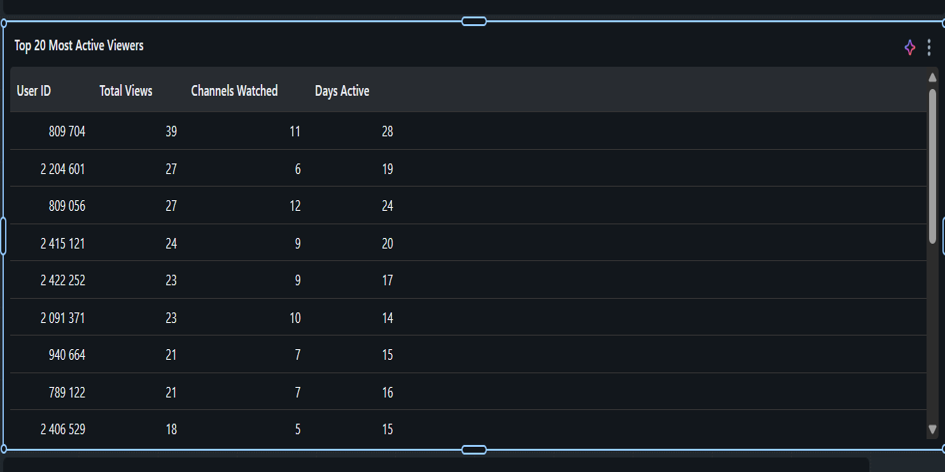 Top 20 Most Active Viewers
User ID Total Views Channels Watched Days Active
809 704 39 11 28
2 204 601 27 6 19
809 056 27 12 24
2 415 121 24 9 20
2 422 252 23 9 17
2 091 371 23 10 14
940 664 21 7 15
789 122 21 7 16
2 406 529 18 5 15